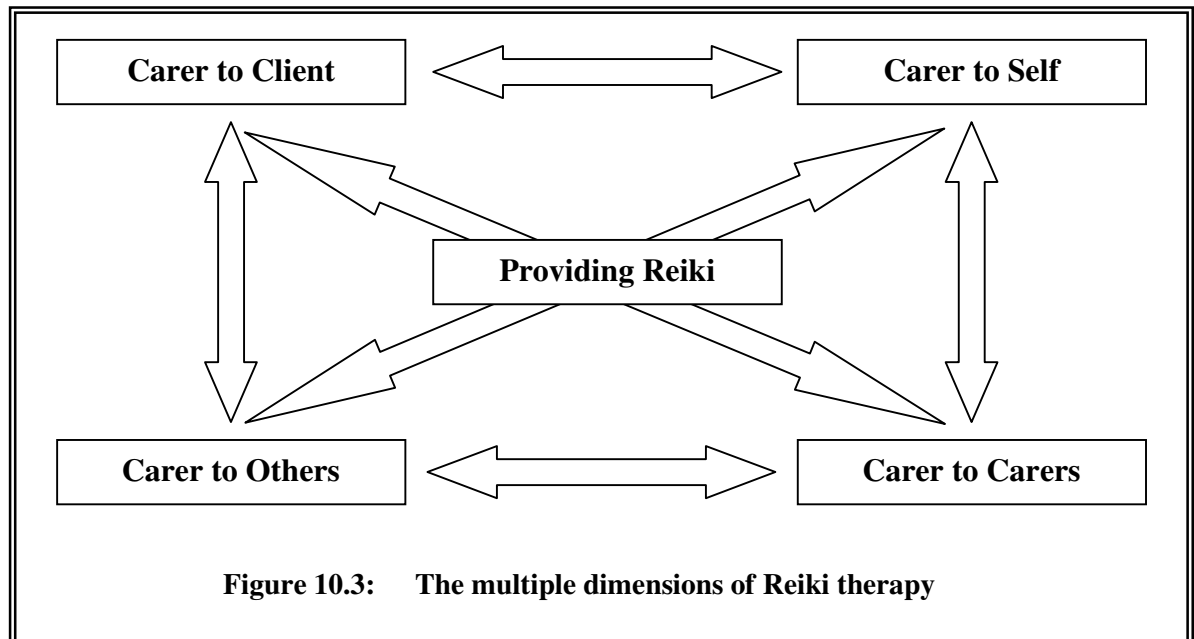 Carer to Client
Carer to Self
Providing Reiki
Carer to Others
Carer to Carers
Figure 10.3: The multiple dimensions of Reiki therapy